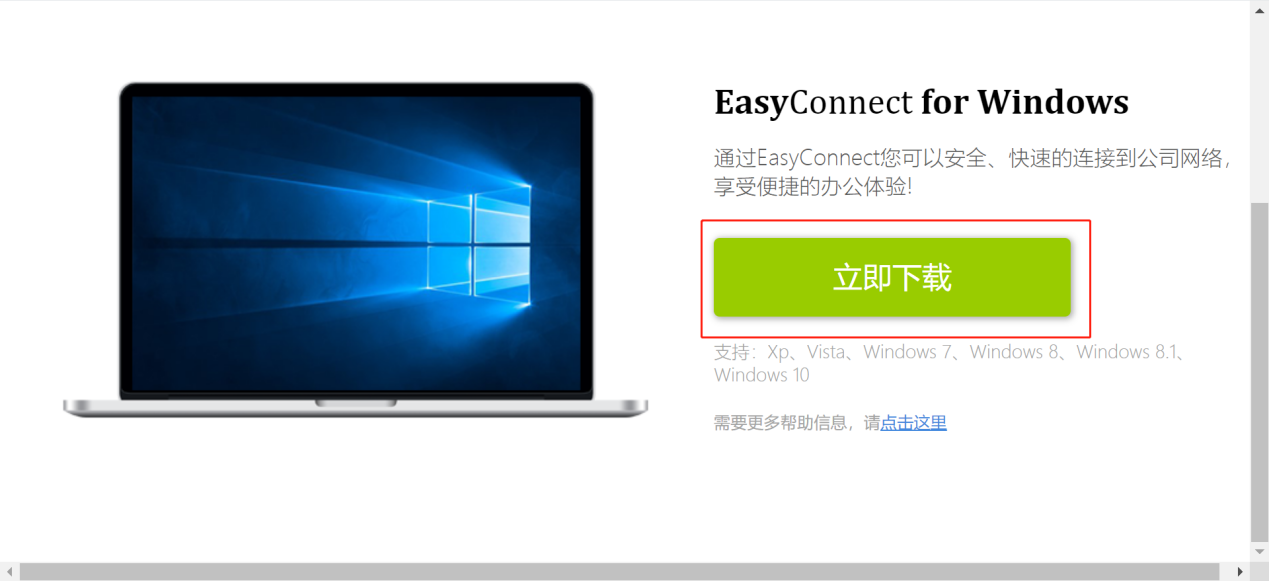 EasyConnect for Windows
通过EasyConnect您可以安全、快速的连接到公司网络，
享受便捷的办公体验!
立即下载
支持：Xp、Vista、Windows 7、Windows 8、Windows 8.1、
Windows 10
需要更多帮助信息，请点击这里